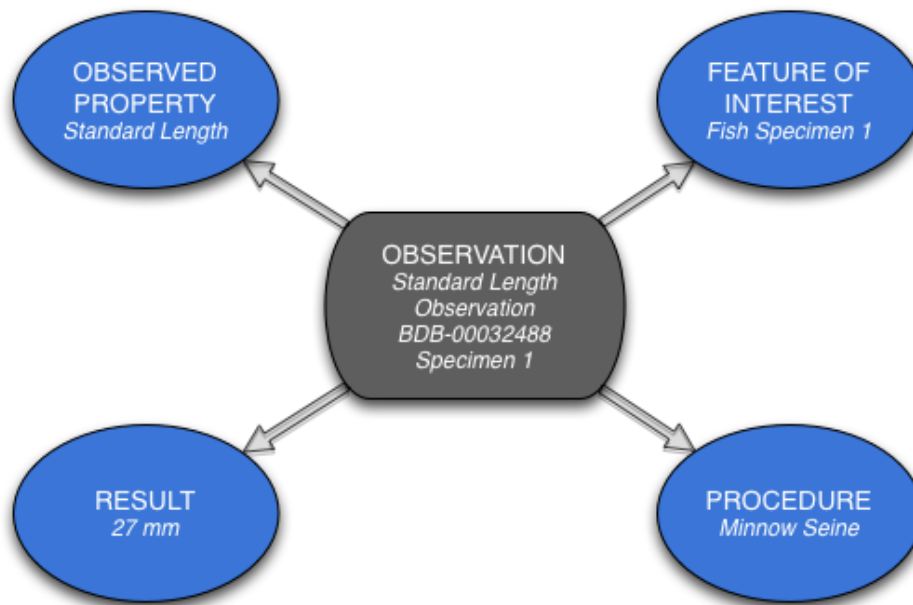 OBSERVED
PROPERTY
Standard Length
FEATURE OF
INTEREST
Fish Specimen 1
OBSERVATION
Standard Length
Observation
BDB-00032488
Specimen 1
RESULT
27 mm
PROCEDURE
Minnow Seine